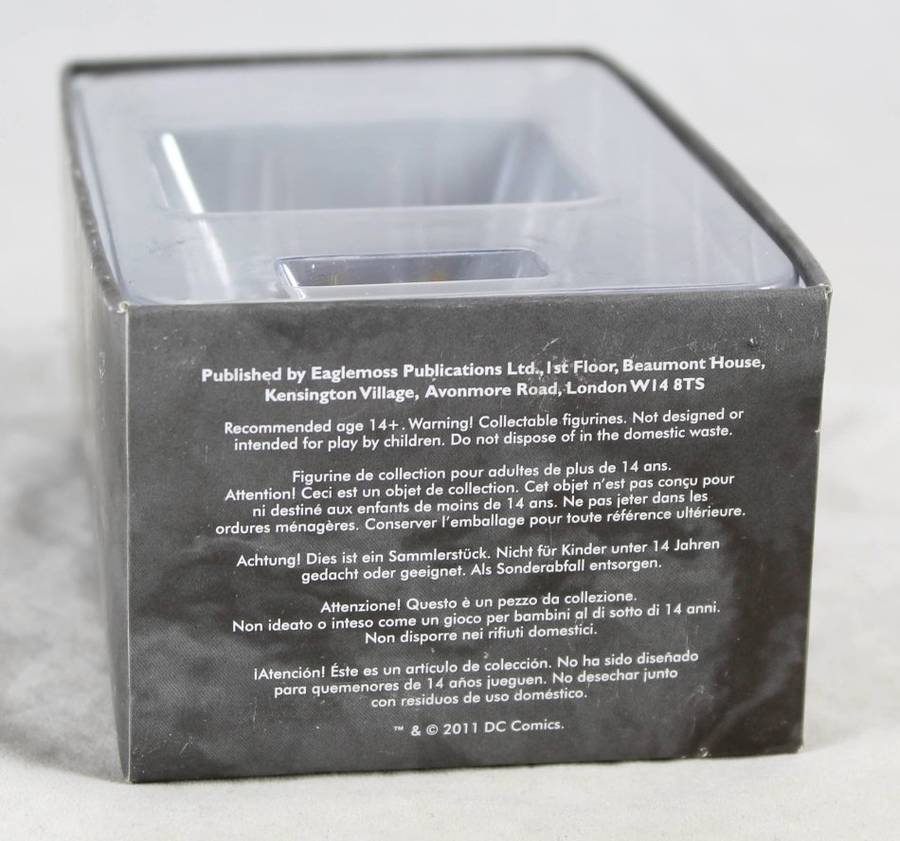 Published by Eaglemoss Publications Ltd., 1st Floor, Beaumont House,
Kensington Village, Avonmore Road, London W14 8TS
Recommended age 14+. Warning! Collectable figurines. Not designed or
intended for play by children. Do not dispose of in the domestic waste.
Figurine de collection pour adultes de plus de 14 ans.
Attention! Ceci est un objet de collection. Cet objet n'est pas conçu pour
ni destiné aux enfants de moins de 14 ans. Ne pas jeter dans les
ordures ménagères. Conserver l'emballage pour toute référence ultérieure.
Achtung! Dies ist ein Sammlerstück. Nicht für Kinder unter 14 Jahren
gedacht oder geeignet. Als Sonderabfall entsorgen.
Attenzione! Questo è un pezzo da collezione.
Non ideato o inteso come un gioco per bambini al di sotto di 14 anni.
Non disporre nei rifiuti domestici.
¡Atención! Éste es un artículo de colección. No ha sido diseñado
para quemenores de 14 años jueguen. No desechar junto
con residuos de uso doméstico.
™ & © 2011 DC Comics.